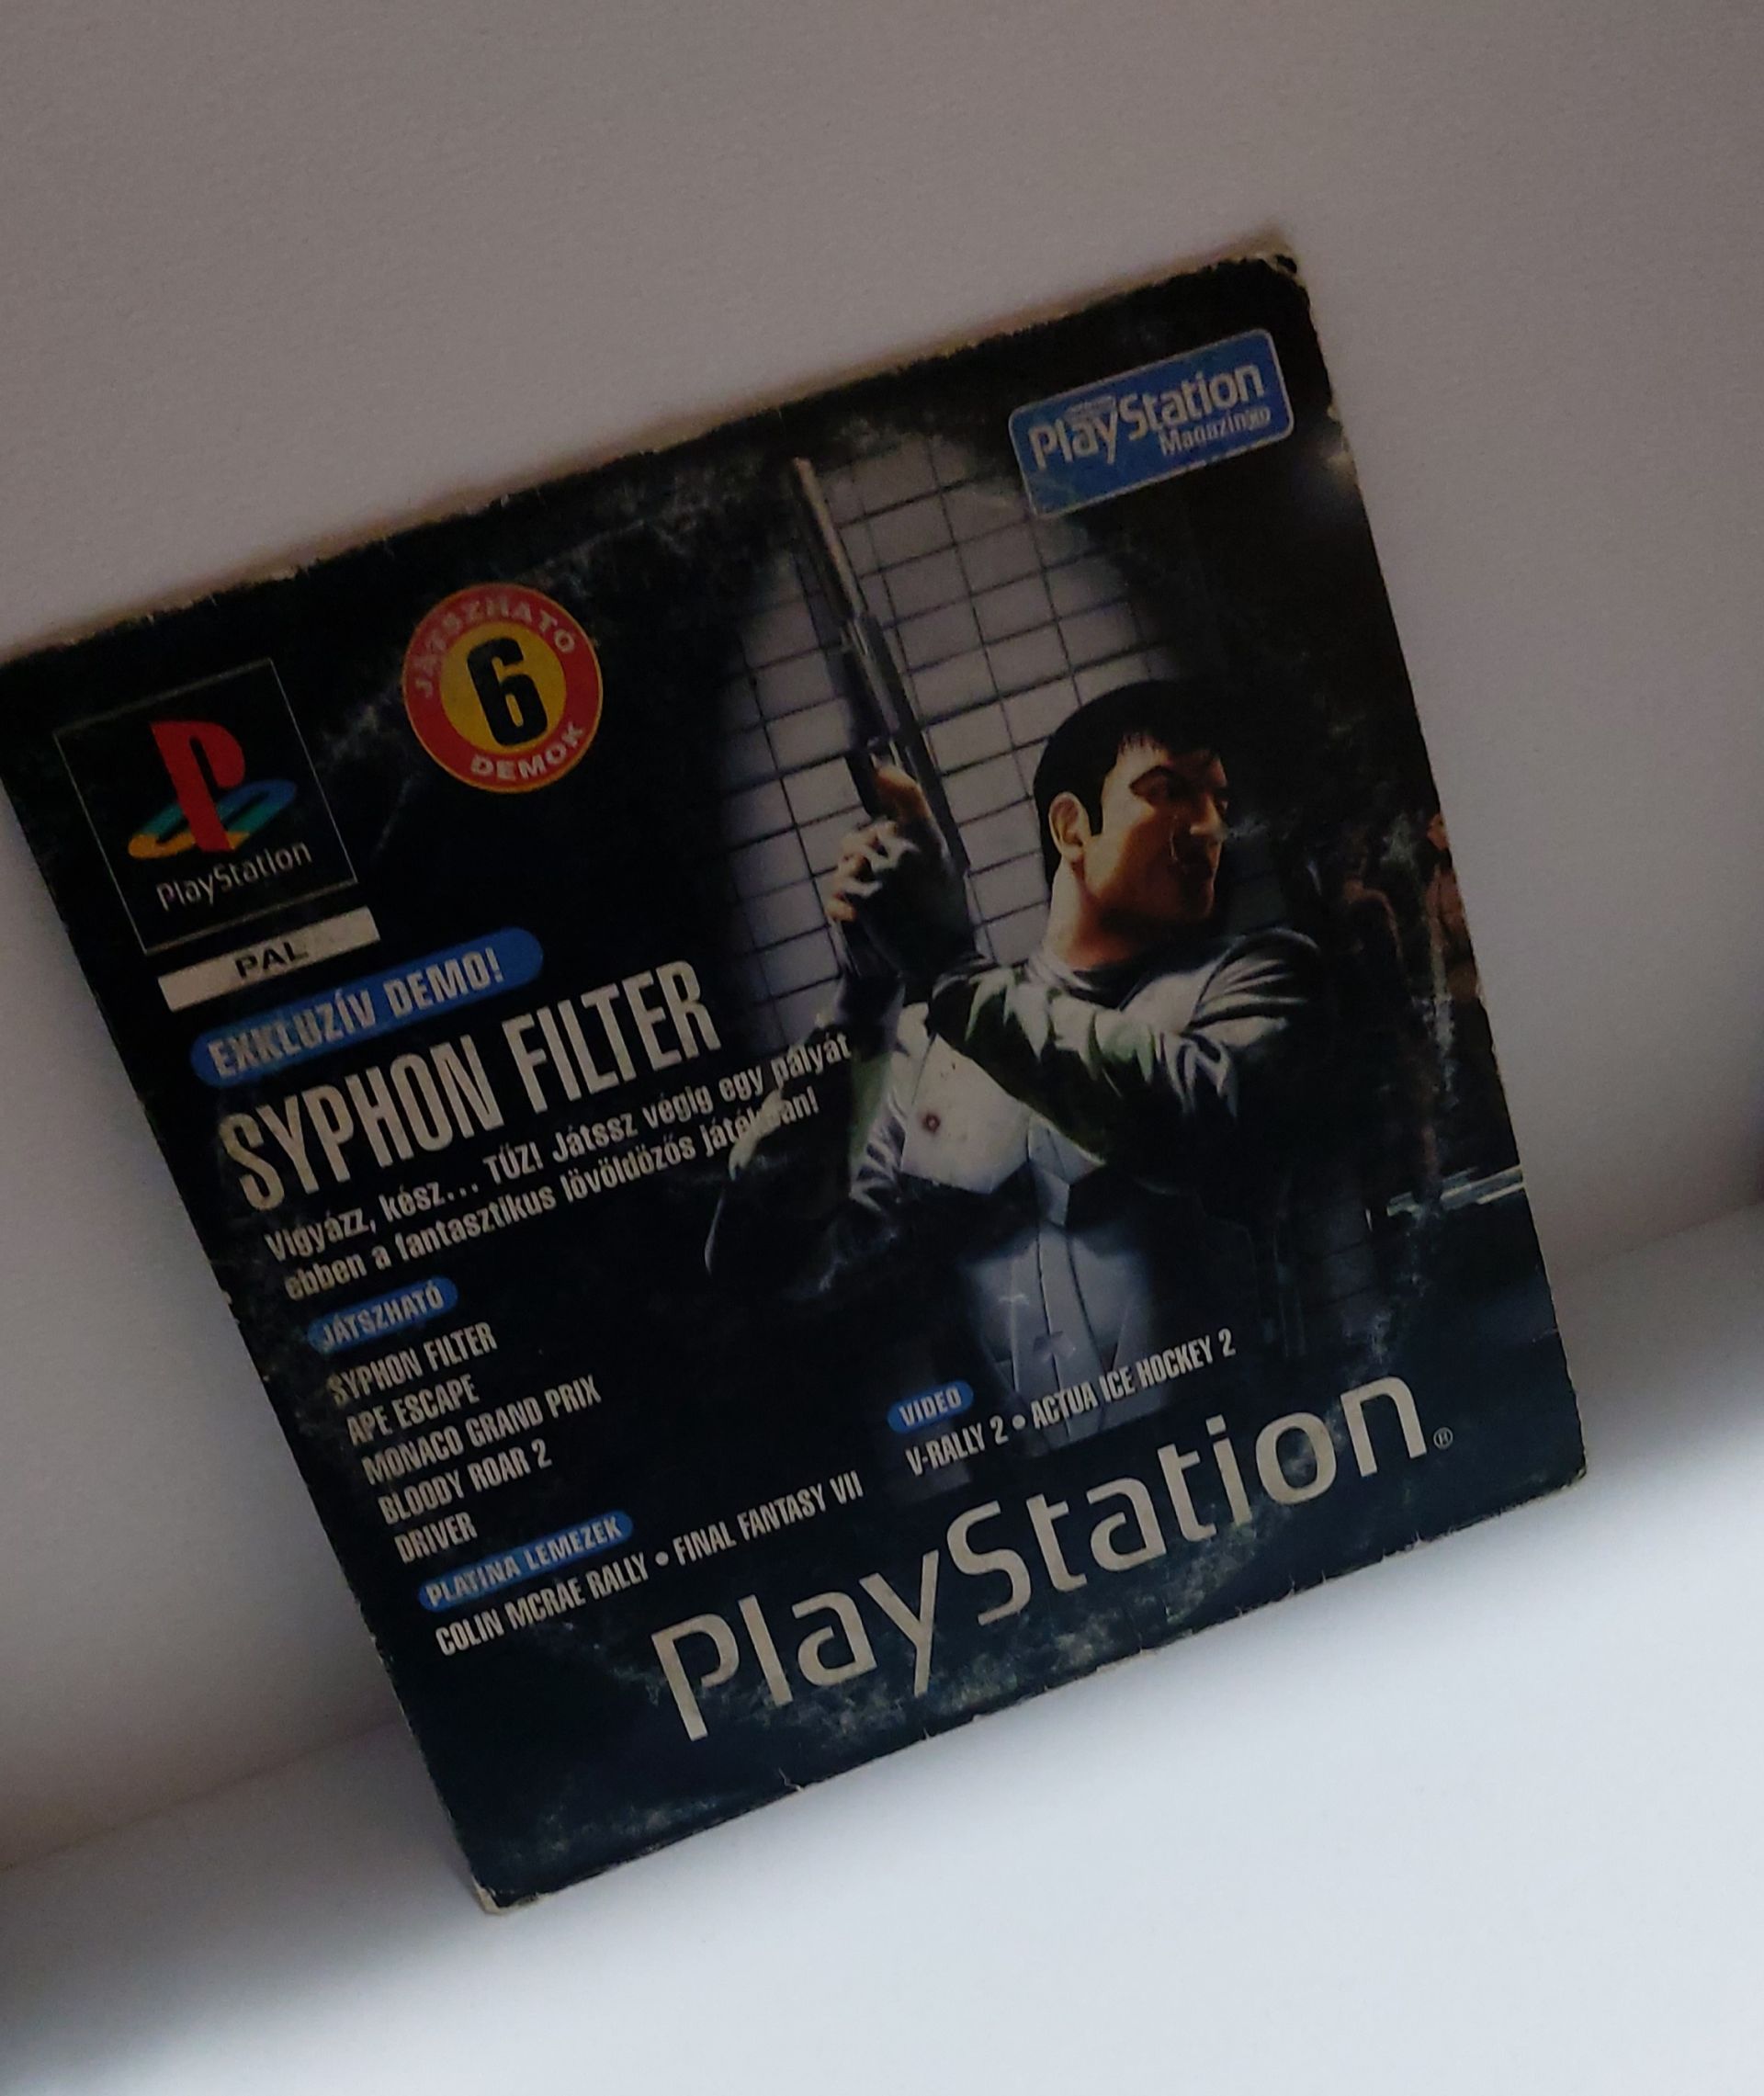 PlayStation
Magazin
JÁTSZHATÓ
6
DEMÓK
PlayStation
PAL
EXKLUZÍV DEMO!
SYPHON FILTER
Vigyázz, kész... TŰZ! Játssz végig egy pályát
ebben a fantasztikus lövöldözős játékban!
JÁTSZHATÓ
SYPHON FILTER
APE ESCAPE
MONACO GRAND PRIX
BLOODY ROAR 2
DRIVER
PLATINA LEMEZEK
COLIN MCRAE RALLY • FINAL FANTASY VII
VIDEO
V-RALLY 2 • ACTUA ICE HOCKEY 2
PlayStation®